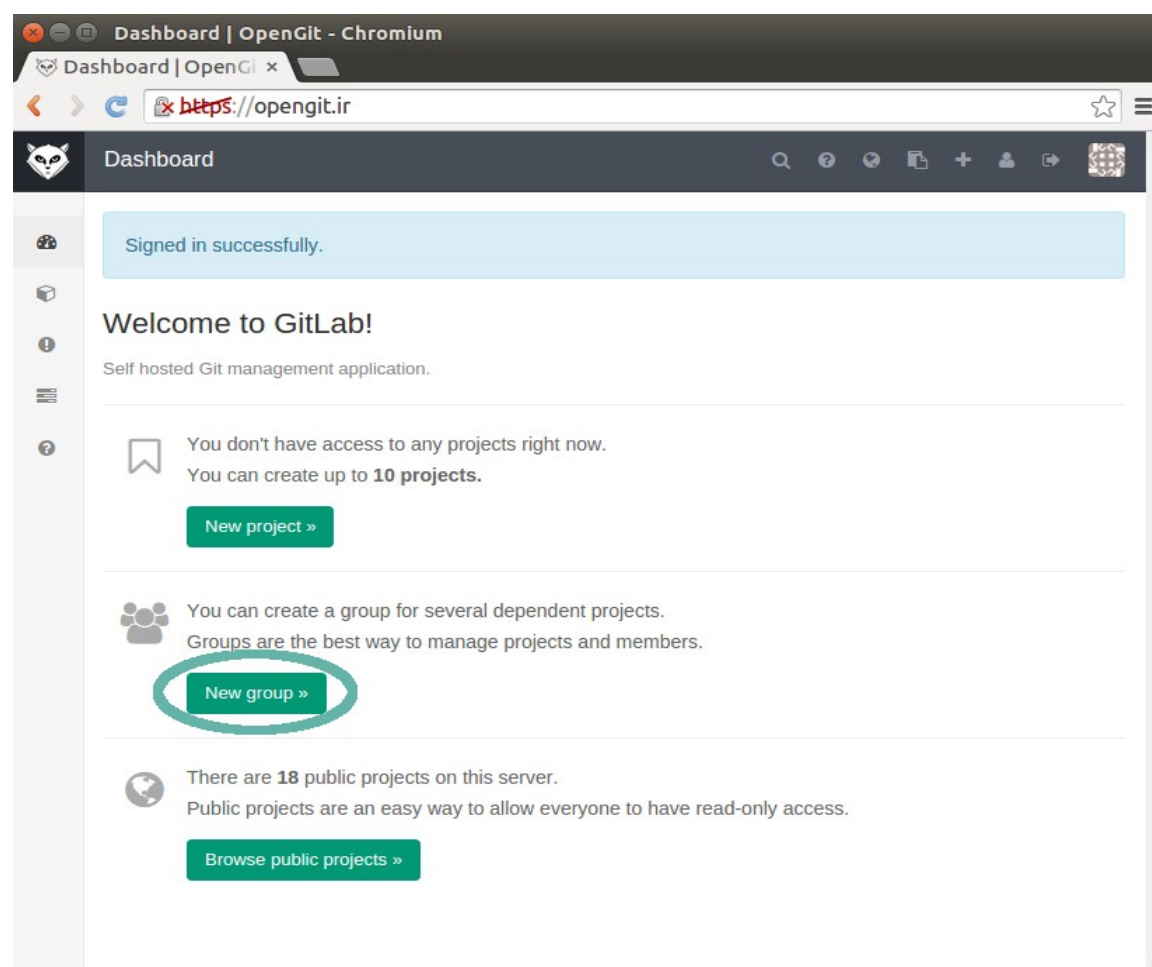 Dashboard | OpenGit - Chromium
Dashboard | OpenGi
https://opengit.ir
Dashboard
Signed in successfully.
Welcome to GitLab!
Self hosted Git management application.
You don't have access to any projects right now.
You can create up to 10 projects.
New project »
You can create a group for several dependent projects.
Groups are the best way to manage projects and members.
New group »
There are 18 public projects on this server.
Public projects are an easy way to allow everyone to have read-only access.
Browse public projects »